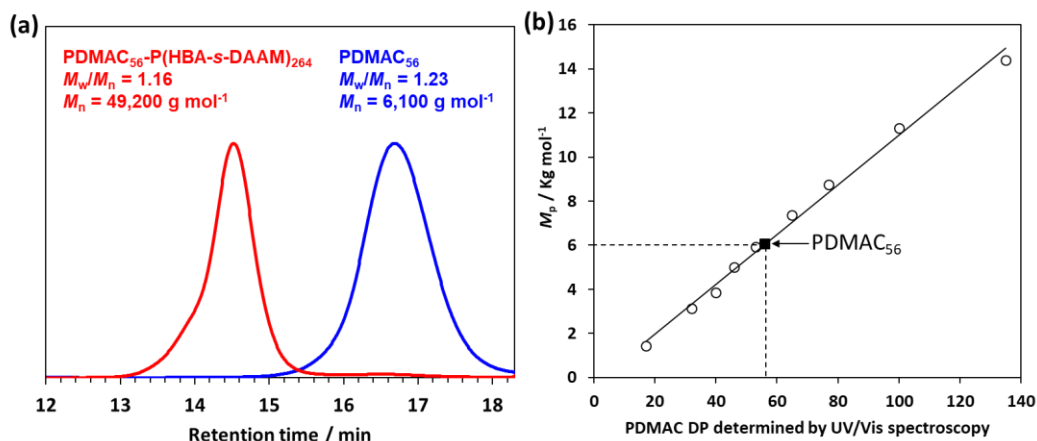 (a)
PDMAC₅₆-P(HBA-s-DAAM)₂₆₄
Mw/Mn = 1.16
Mn = 49,200 g mol⁻¹
PDMAC₅₆
Mw/Mn = 1.23
Mn = 6,100 g mol⁻¹
12 13 14 15 16 17 18
Retention time / min
(b)
Mp / Kg mol⁻¹
16
14
12
10
8
6
4
2
0
PDMAC₅₆
0 20 40 60 80 100 120 140
PDMAC DP determined by UV/Vis spectroscopy